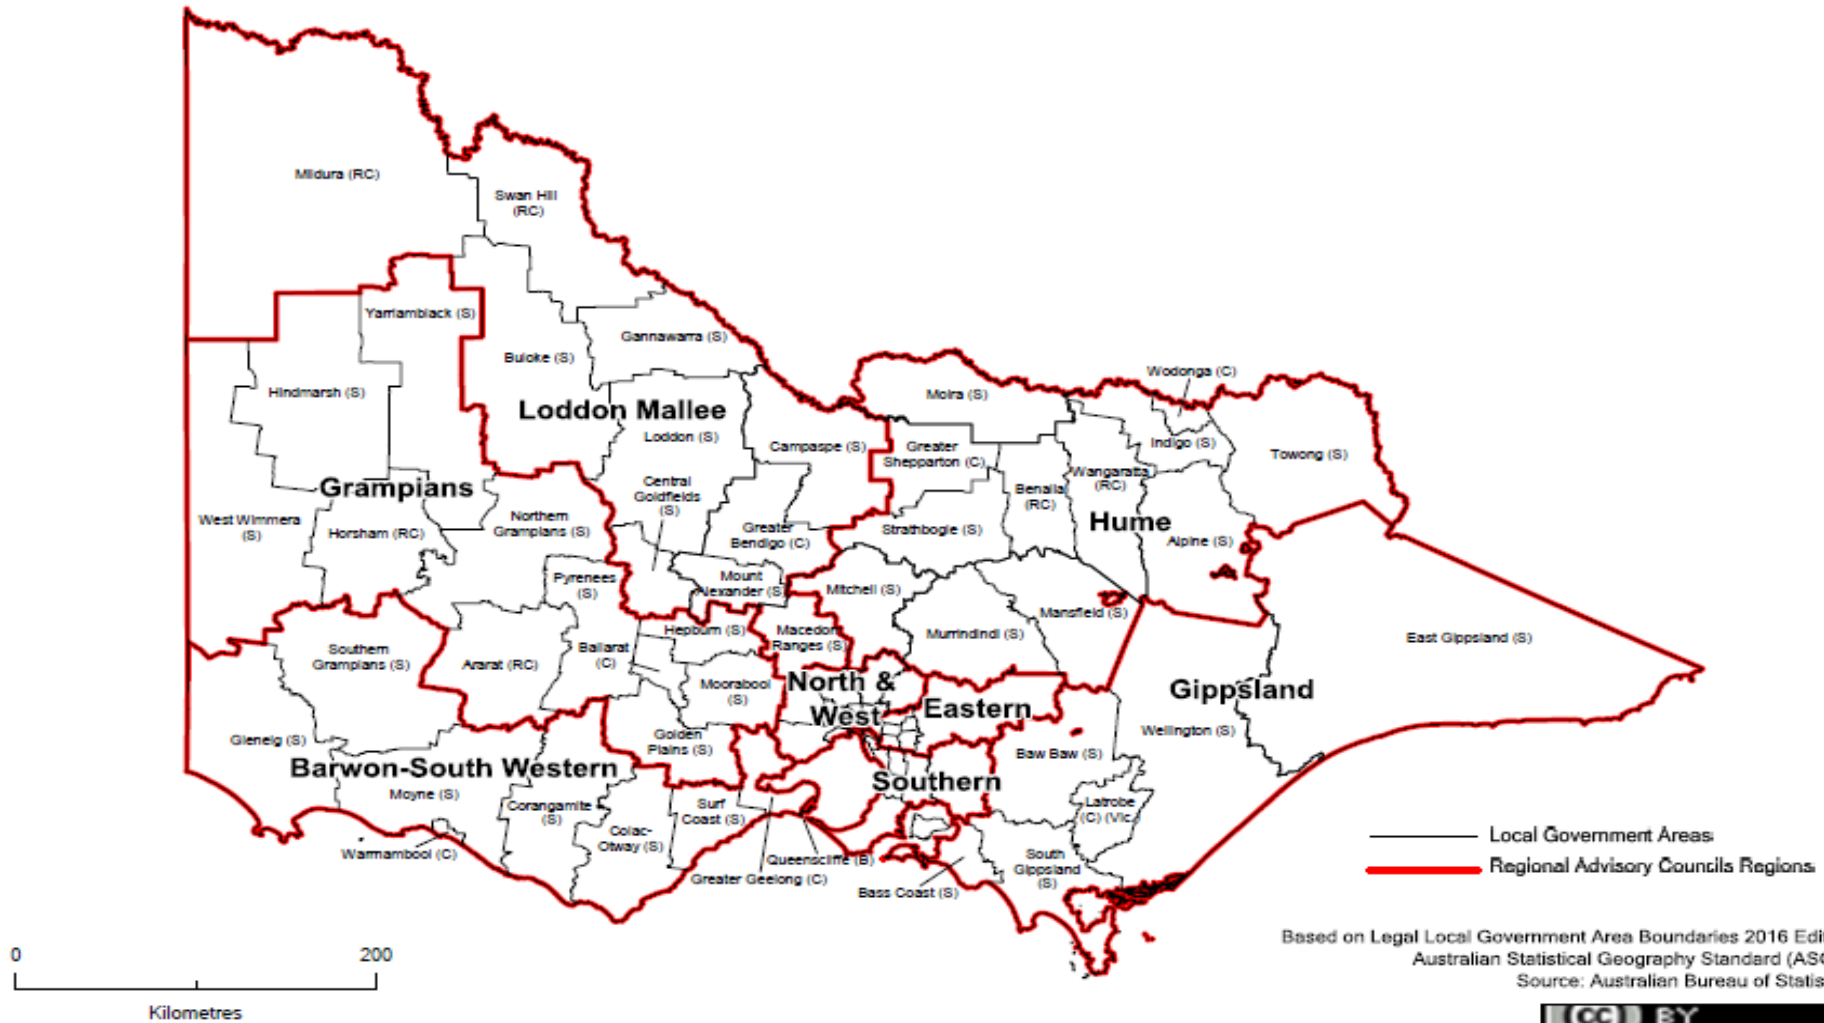 Mildura (RC)
Swan Hill
(RC)
Yarriambiack (S)
Gannawarra (S)
Buloke (S)
Hindmarsh (S)
Loddon Mallee
Loddon (S)
Campaspe (S)
Moira (S)
Wodonga (C)
Indigo (S)
Towong (S)
Greater
Shepparton (C)
Wangaratta
(RC)
Benalla
(RC)
Grampians
Central
Goldfields
(S)
West Wimmera
(S)
Horsham (RC)
Northern
Grampians (S)
Greater
Bendigo (C)
Strathbogie (S)
Hume
Alpine (S)
Pyrenees
(S)
Mount
Alexander (S)
Mitchell (S)
Mansfield (S)
Murrindindi (S)
East Gippsland (S)
Southern
Grampians (S)
Ararat (RC)
Ballarat
(C)
Hepburn (S)
Macedon
Ranges (S)
Moorabool
(S)
North &
West
Eastern
Gippsland
Wellington (S)
Glenelg (S)
Golden
Plains (S)
Baw Baw (S)
Barwon-South Western
Moyne (S)
Southern
Corangamite
(S)
Colac-
Otway (S)
Surf
Coast (S)
Latrobe
(C) (Vic.)
Warrnambool (C)
Queenscliffe (B)
Greater Geelong (C)
Bass Coast (S)
South
Gippsland
(S)
Local Government Areas
Regional Advisory Councils Regions
0 200
Kilometres
Based on Legal Local Government Area Boundaries 2016 Edit
Australian Statistical Geography Standard (ASG
Source: Australian Bureau of Statis
CC BY